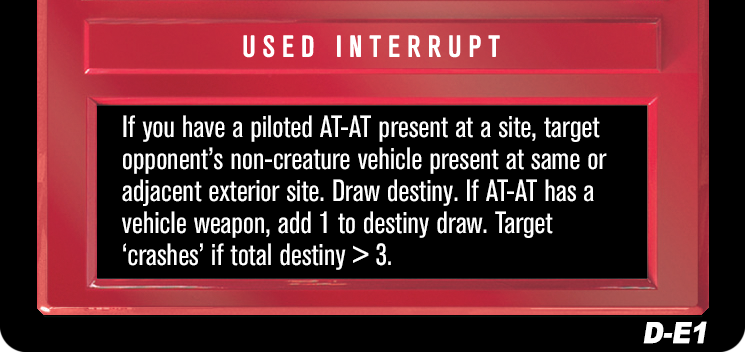 USED INTERRUPT
If you have a piloted AT-AT present at a site, target
opponent’s non-creature vehicle present at same or
adjacent exterior site. Draw destiny. If AT-AT has a
vehicle weapon, add 1 to destiny draw. Target
‘crashes’ if total destiny > 3.
D-E1